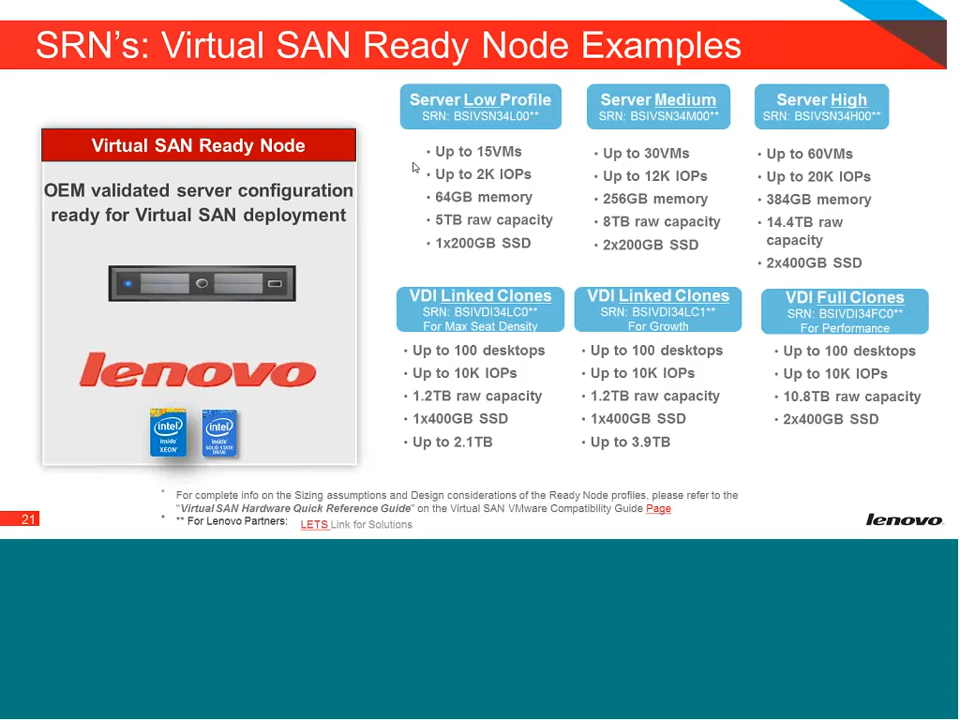 SRN's: Virtual SAN Ready Node Examples
Virtual SAN Ready Node
OEM validated server configuration
ready for Virtual SAN deployment
lenovo
intel
inside
XEON
intel
inside
SOLID-STATE
DRIVE
Server Low Profile
SRN: BSIVSN34L00**
· Up to 15VMs
· Up to 2K IOPs
· 64GB memory
· 5TB raw capacity
· 1x200GB SSD
Server Medium
SRN: BSIVSN34M00**
· Up to 30VMs
· Up to 12K IOPs
· 256GB memory
· 8TB raw capacity
· 2x200GB SSD
Server High
SRN: BSIVSN34H00**
· Up to 60VMs
· Up to 20K IOPs
· 384GB memory
· 14.4TB raw
capacity
· 2x400GB SSD
VDI Linked Clones
SRN: BSIVDI34LC0**
For Max Seat Density
· Up to 100 desktops
· Up to 10K IOPs
· 1.2TB raw capacity
· 1x400GB SSD
· Up to 2.1TB
VDI Linked Clones
SRN: BSIVDI34LC1**
For Growth
· Up to 100 desktops
· Up to 10K IOPs
· 1.2TB raw capacity
· 1x400GB SSD
· Up to 3.9TB
VDI Full Clones
SRN: BSIVDI34FC0**
For Performance
· Up to 100 desktops
· Up to 10K IOPs
· 10.8TB raw capacity
· 2x400GB SSD
* For complete info on the Sizing assumptions and Design considerations of the Ready Node profiles, please refer to the
"Virtual SAN Hardware Quick Reference Guide" on the Virtual SAN VMware Compatibility Guide Page
* ** For Lenovo Partners: LETS Link for Solutions
21
lenovo